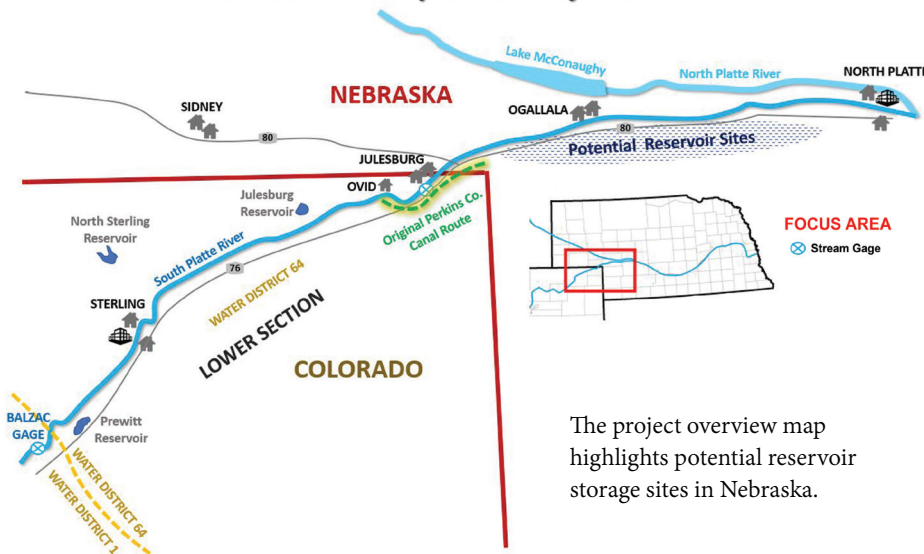 Lake McConaughy
North Platte River
NORTH PLATTE
NEBRASKA
SIDNEY
OGALLALA
80
80
Potential Reservoir Sites
JULESBURG
OVID
Julesburg
Reservoir
Original Perkins Co.
Canal Route
North Sterling
Reservoir
South Platte River
76
WATER DISTRICT 64
FOCUS AREA
Stream Gage
STERLING
LOWER SECTION
COLORADO
BALZAC
GAGE
Prewitt
Reservoir
WATER DISTRICT 64
WATER DISTRICT 1
The project overview map
highlights potential reservoir
storage sites in Nebraska.